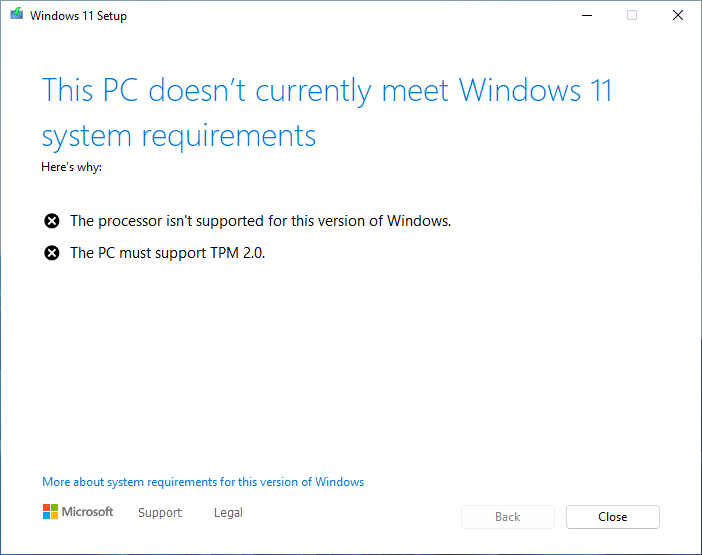 Windows 11 Setup
This PC doesn’t currently meet Windows 11
system requirements
Here’s why:
The processor isn't supported for this version of Windows.
The PC must support TPM 2.0.
More about system requirements for this version of Windows
Microsoft Support Legal Back Close